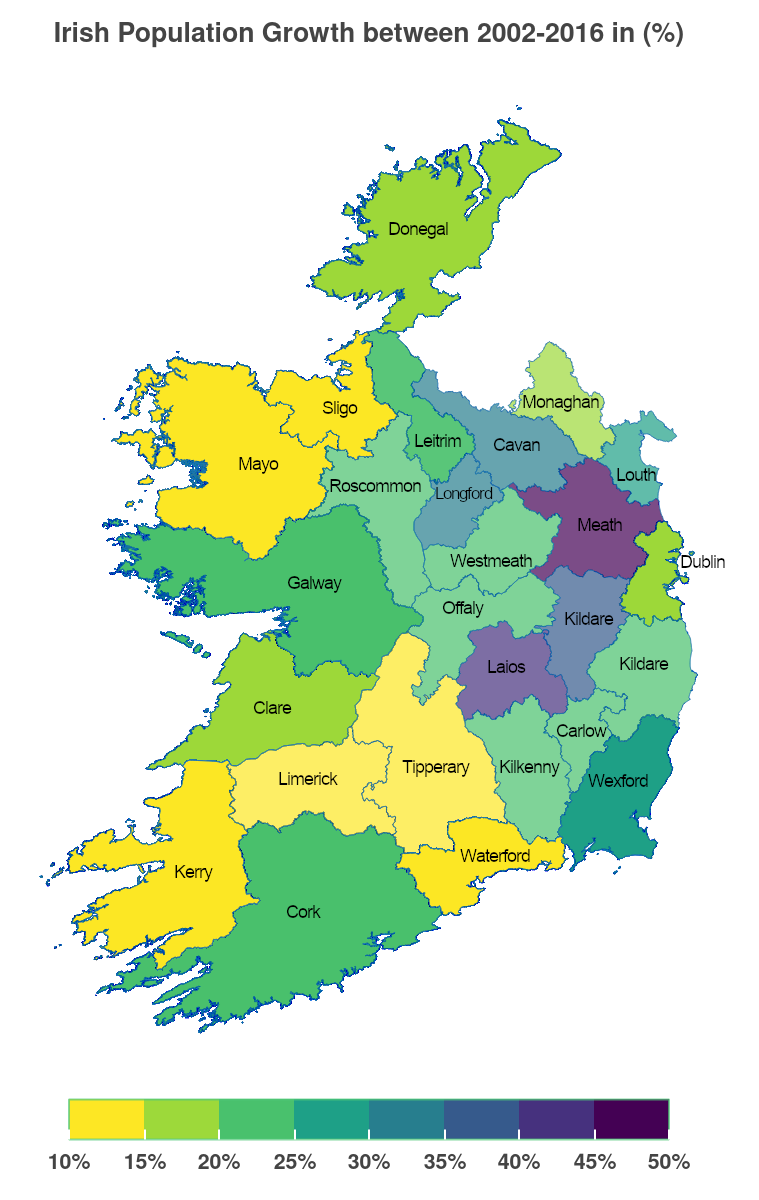 Irish Population Growth between 2002-2016 in (%)
Donegal
Monaghan
Sligo
Leitrim
Cavan
Mayo
Louth
Roscommon
Longford
Meath
Westmeath
Dublin
Galway
Offaly
Kildare
Laios
Kildare
Clare
Carlow
Limerick
Tipperary
Kilkenny
Wexford
Waterford
Kerry
Cork
10% 15% 20% 25% 30% 35% 40% 45% 50%